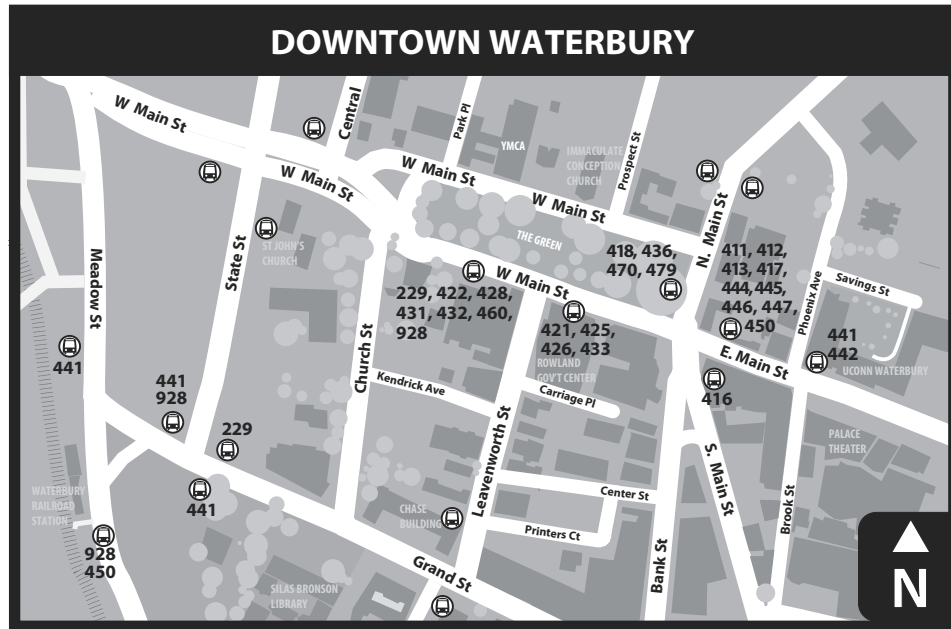 DOWNTOWN WATERBURY
W Main St
Central
Park Pl
YMCA
IMMACULATE
CONCEPTION
CHURCH
Prospect St
W Main St
W Main St
W Main St
N. Main St
THE GREEN
ST JOHN'S
CHURCH
State St
Meadow St
418, 436,
470, 479
411, 412,
413, 417,
444, 445,
446, 447,
450
Phoenix Ave
Savings St
W Main St
229, 422, 428,
431, 432, 460,
928
421, 425,
426, 433
ROWLAND
GOV'T CENTER
E. Main St
441
442
UCONN WATERBURY
441
Church St
Kendrick Ave
Carriage Pl
416
441
928
229
Leavenworth St
S. Main St
PALACE
THEATER
441
WATERBURY
RAILROAD
STATION
CHASE
BUILDING
Center St
Printers Ct
Brook St
928
450
Grand St
Bank St
SILAS BRONSON
LIBRARY
N